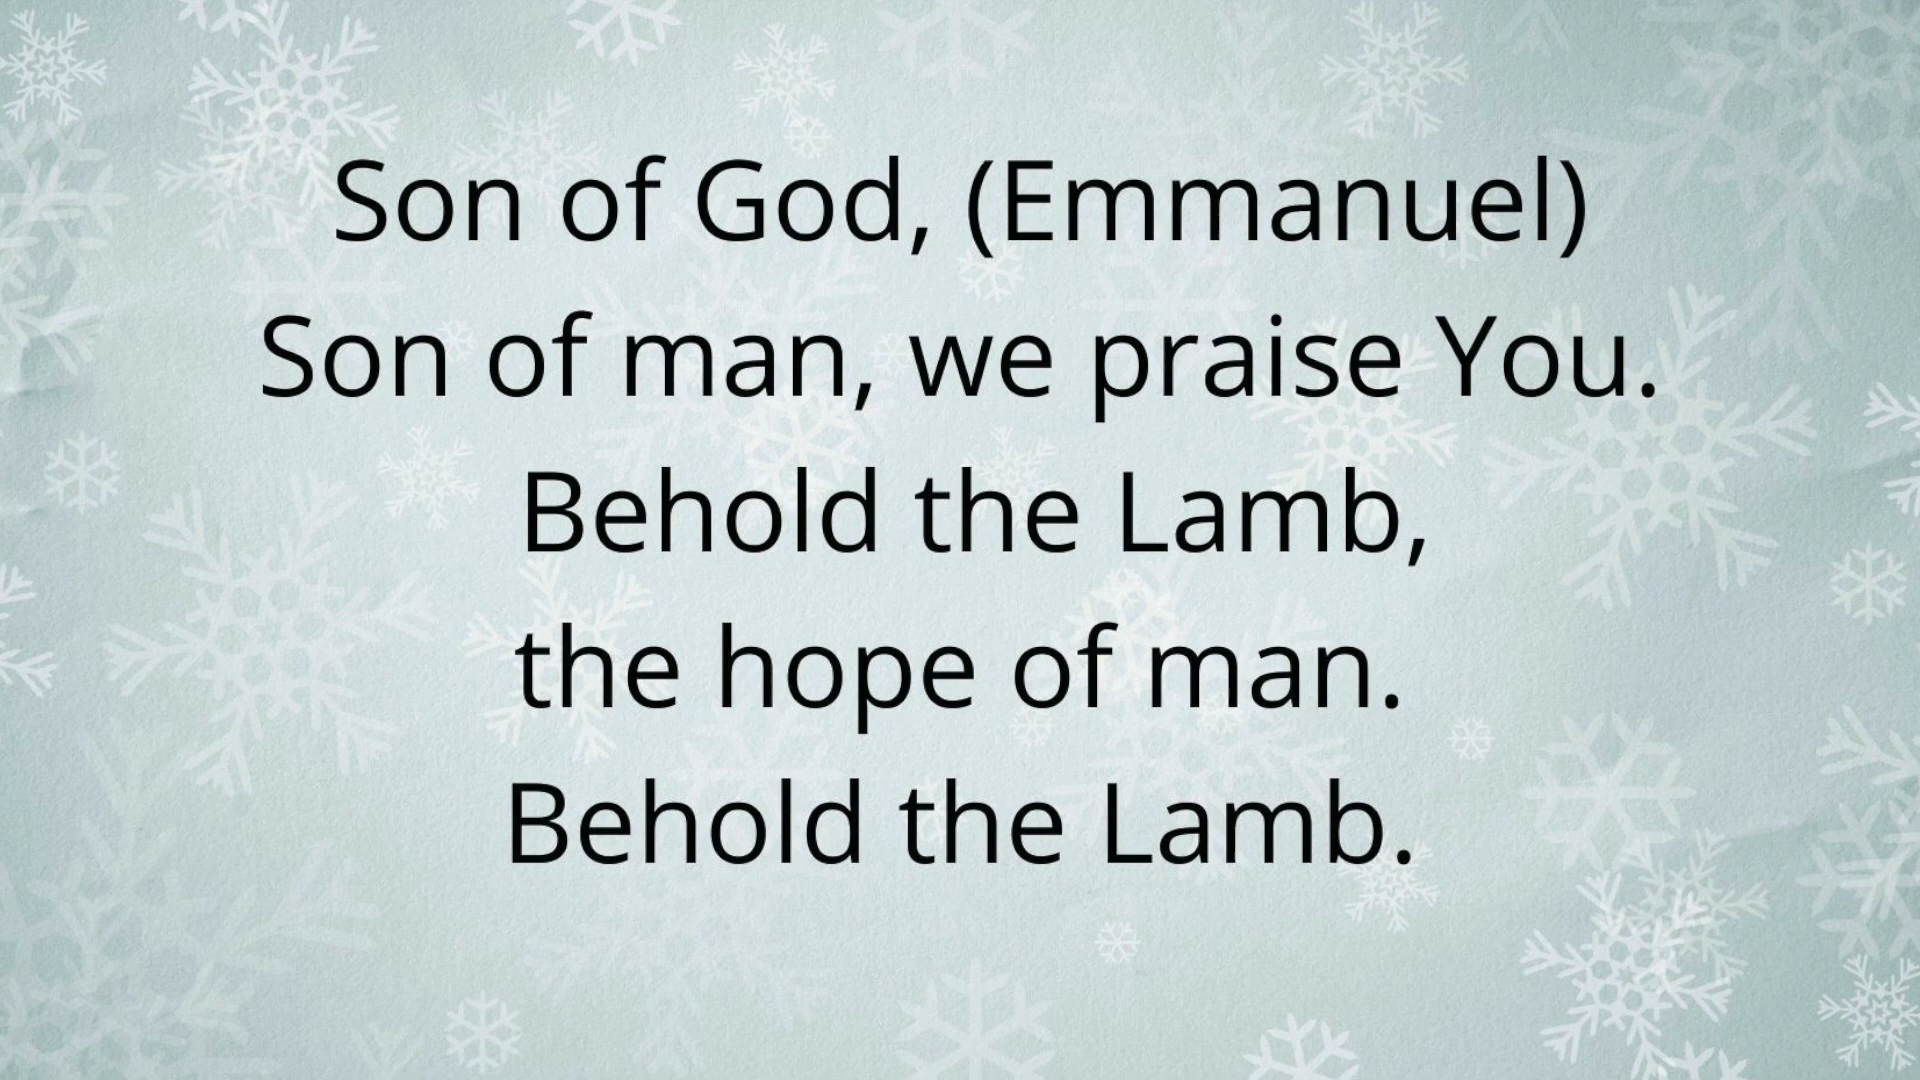 Son of God, (Emmanuel)
Son of man, we praise You.
Behold the Lamb,
the hope of man.
Behold the Lamb.